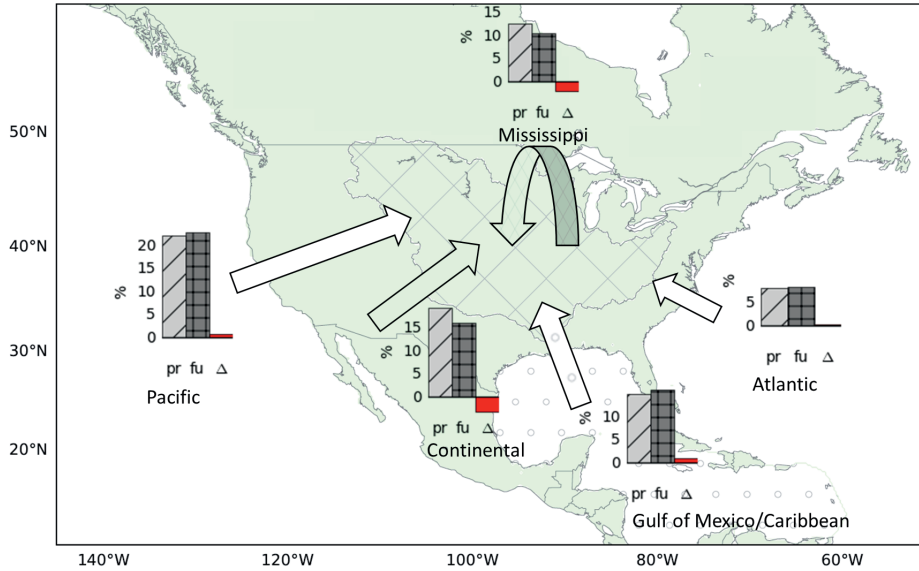 15
10
5
0
%
pr fu Δ
Mississippi
50°N
40°N
30°N
20°N
20
15
10
5
0
%
pr fu Δ
Pacific
15
10
5
0
%
pr fu Δ
Continental
5
0
%
pr fu Δ
Atlantic
10
5
0
%
pr fu Δ
Gulf of Mexico/Caribbean
140°W 120°W 100°W 80°W 60°W